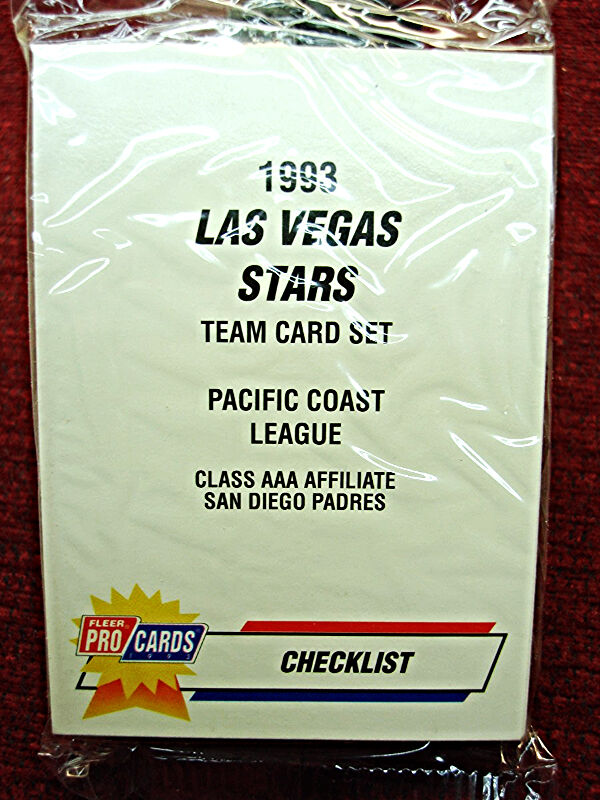 1993
LAS VEGAS
STARS
TEAM CARD SET
PACIFIC COAST
LEAGUE
CLASS AAA AFFILIATE
SAN DIEGO PADRES
FLEER®
PRO CARDS
1993
CHECKLIST